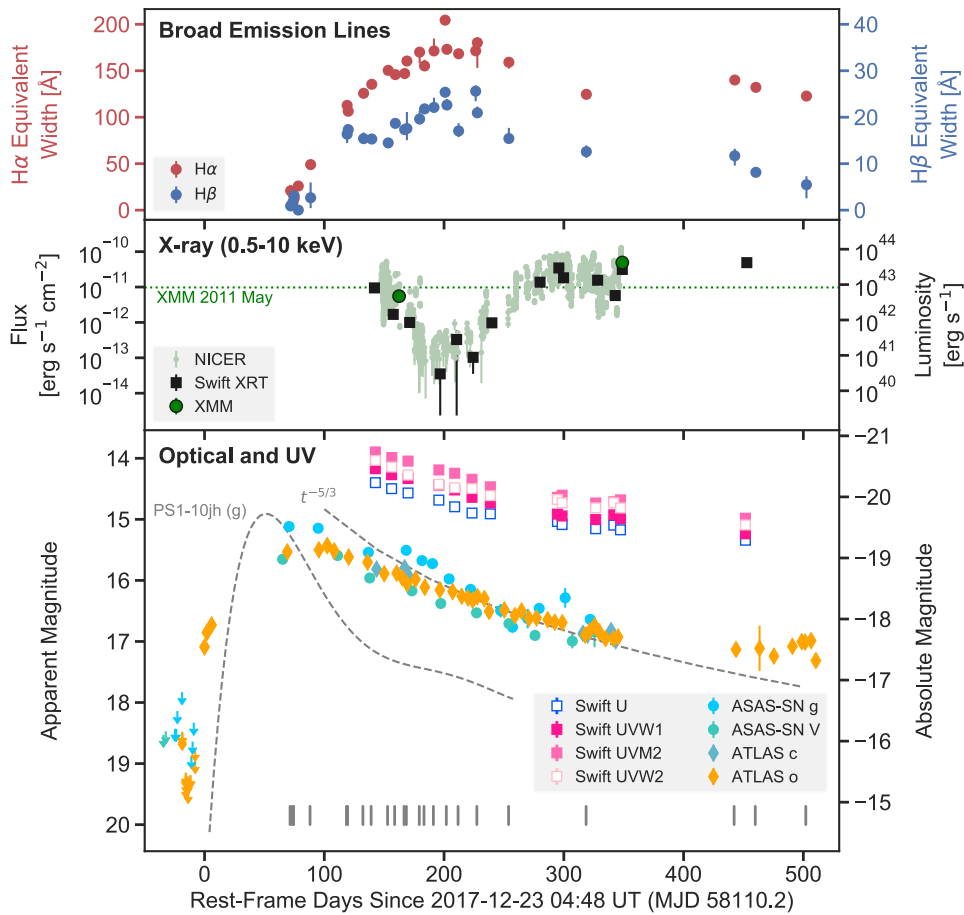 Broad Emission Lines
Hα Equivalent
Width [Å]
200
150
100
50
0
Hα
Hβ
40
30
20
10
0
Hβ Equivalent
Width [Å]
X-ray (0.5-10 keV)
Flux
[erg s⁻¹ cm⁻²]
10⁻¹⁰
10⁻¹¹
10⁻¹²
10⁻¹³
10⁻¹⁴
XMM 2011 May
NICER
Swift XRT
XMM
10⁴⁴
10⁴³
10⁴²
10⁴¹
10⁴⁰
Luminosity
[erg s⁻¹]
Optical and UV
Apparent Magnitude
14
15
16
17
18
19
20
PS1-10jh (g)
t⁻⁵/³
Swift U
Swift UVW1
Swift UVM2
Swift UVW2
ASAS-SN g
ASAS-SN V
ATLAS c
ATLAS o
−21
−20
−19
−18
−17
−16
−15
Absolute Magnitude
0
100
200
300
400
500
Rest-Frame Days Since 2017-12-23 04:48 UT (MJD 58110.2)